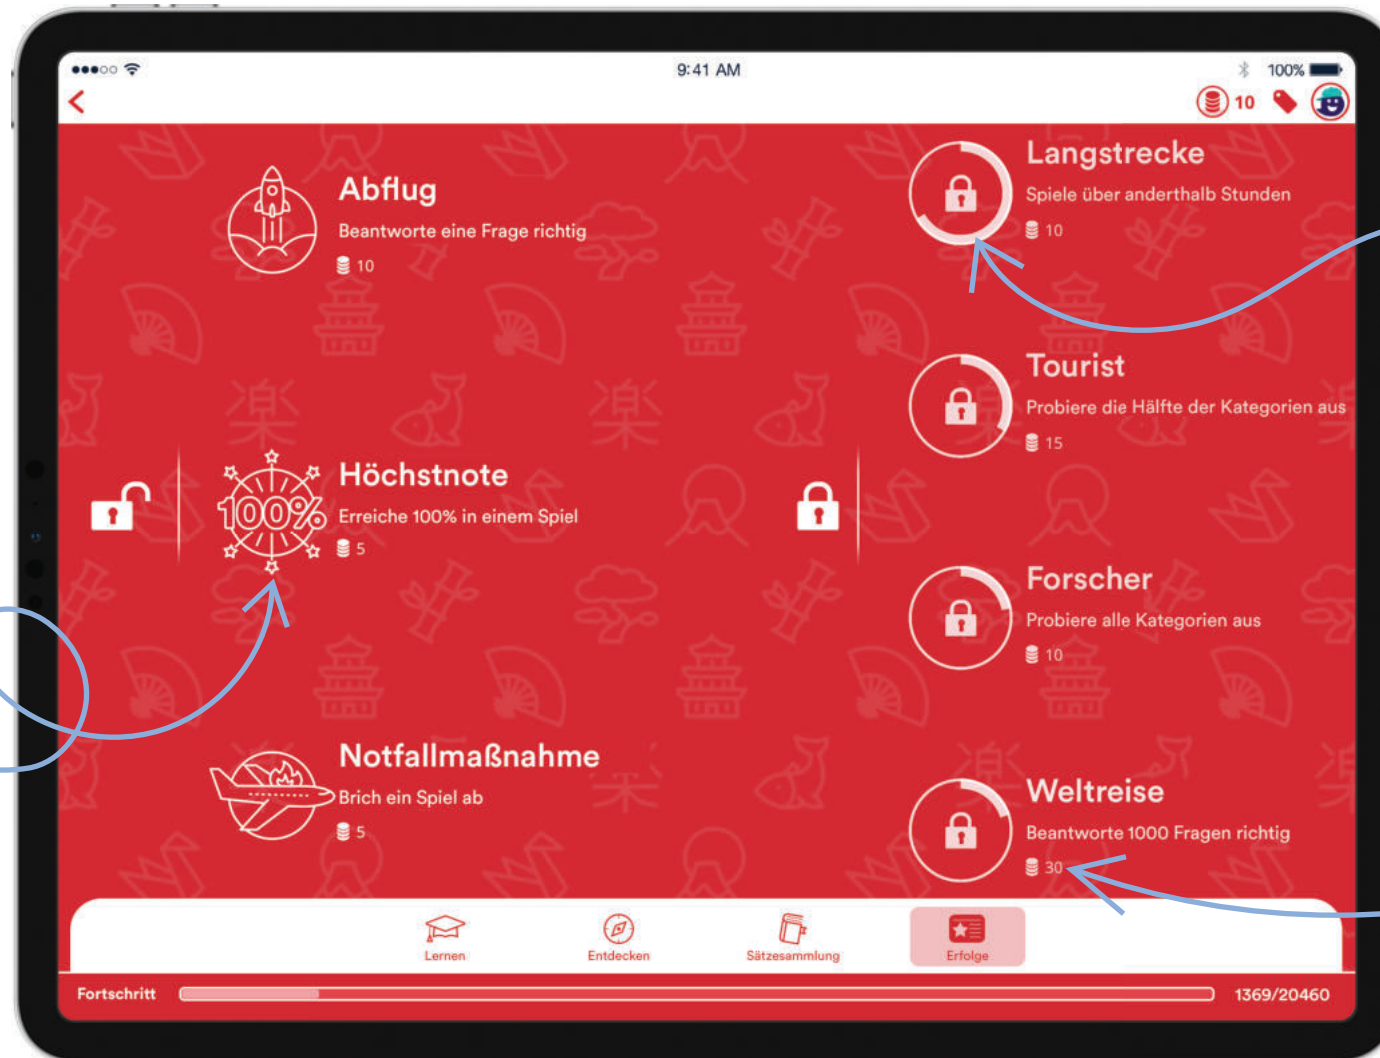 9:41 AM
100%
10
Abflug
Beantworte eine Frage richtig
10
100%
Höchstnote
Erreiche 100% in einem Spiel
5
Notfallmaßnahme
Brich ein Spiel ab
5
Langstrecke
Spiele über anderthalb Stunden
10
Tourist
Probiere die Hälfte der Kategorien aus
15
Forscher
Probiere alle Kategorien aus
10
Weltreise
Beantworte 1000 Fragen richtig
30
Lernen
Entdecken
Sätzesammlung
Erfolge
Fortschritt
1369/20460
楽